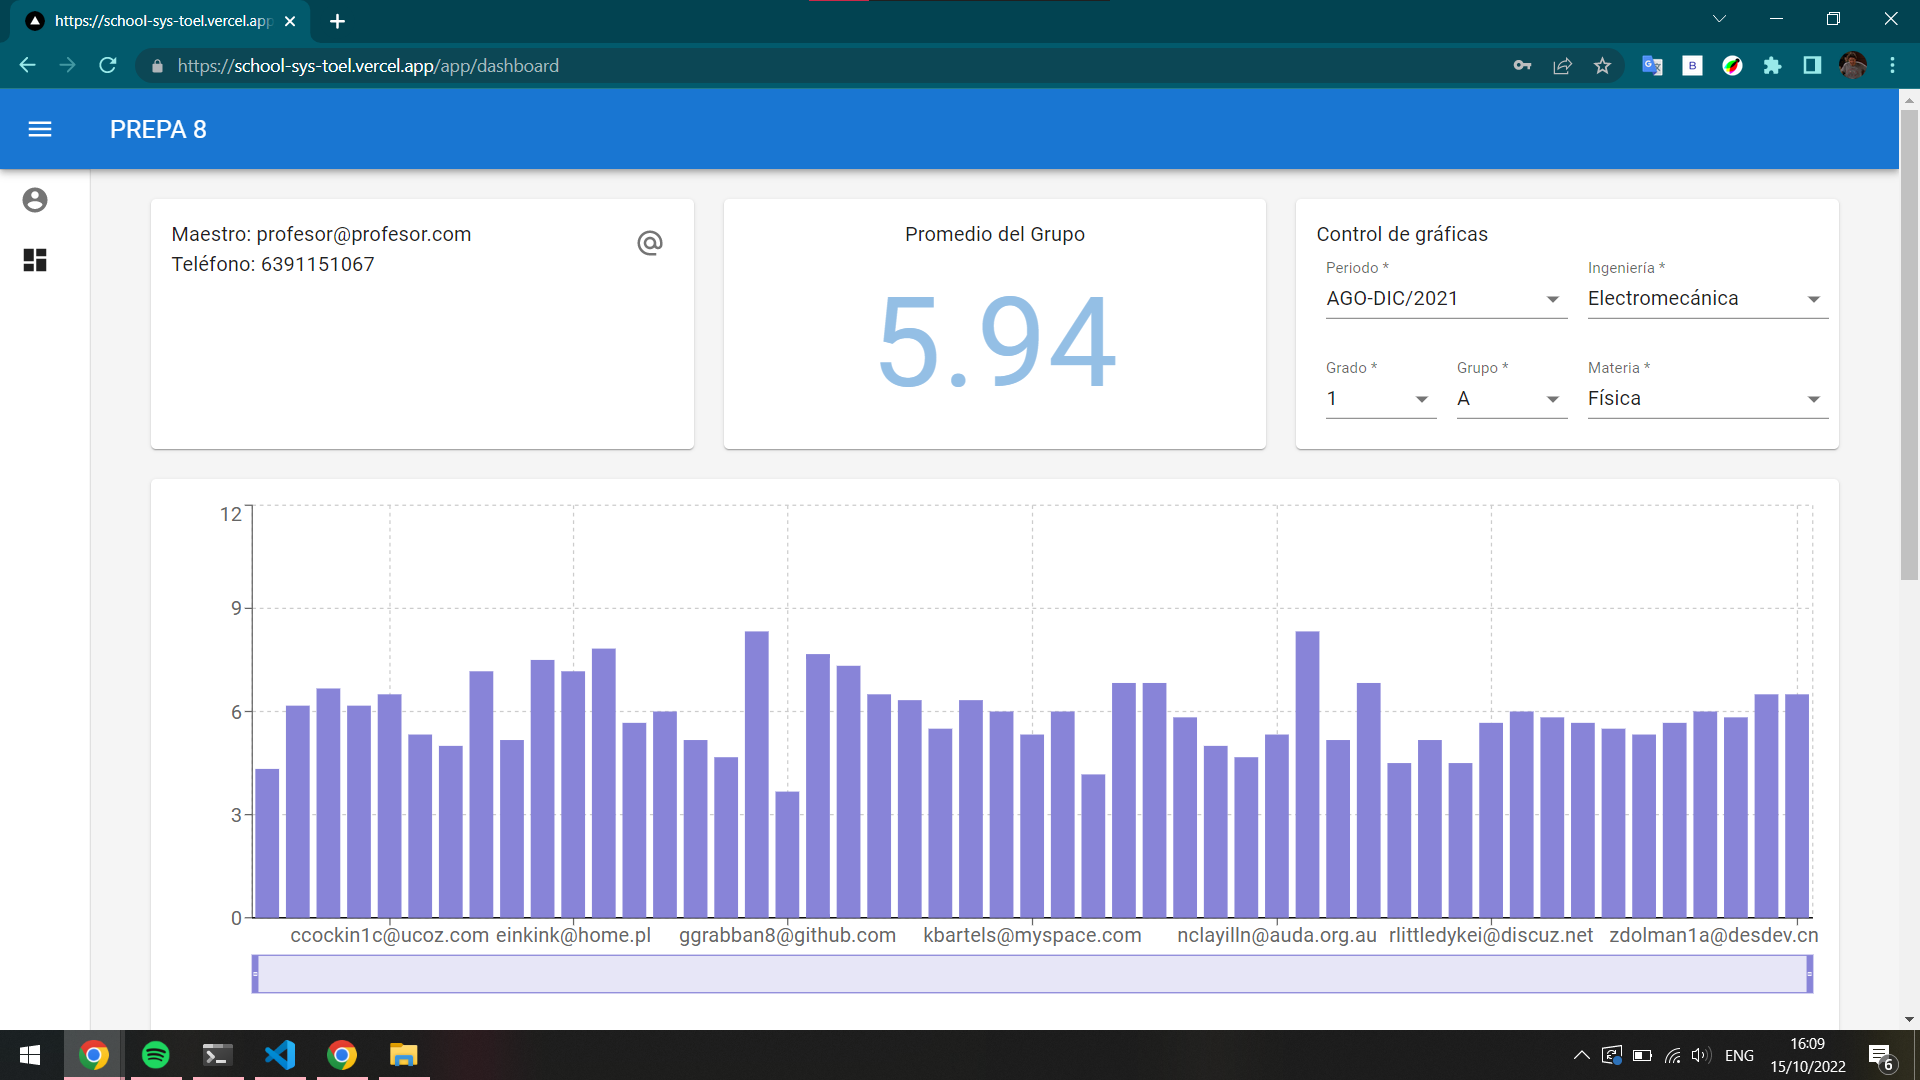 https://school-sys-toel.vercel.app
https://school-sys-toel.vercel.app/app/dashboard
B
PREPA 8
Maestro: profesor@profesor.com
Teléfono: 6391151067
Promedio del Grupo
5.94
Control de gráficas
Periodo *
Ingeniería *
AGO-DIC/2021
Electromecánica
Grado *
Grupo *
Materia *
1
A
Física
12
9
6
3
0
ccockin1c@ucoz.com
einkink@home.pl
ggrabban8@github.com
kbartels@myspace.com
nclayilln@auda.org.au
rlittledykei@discuz.net
zdolman1a@desdev.cn
ENG
16:09
15/10/2022
6